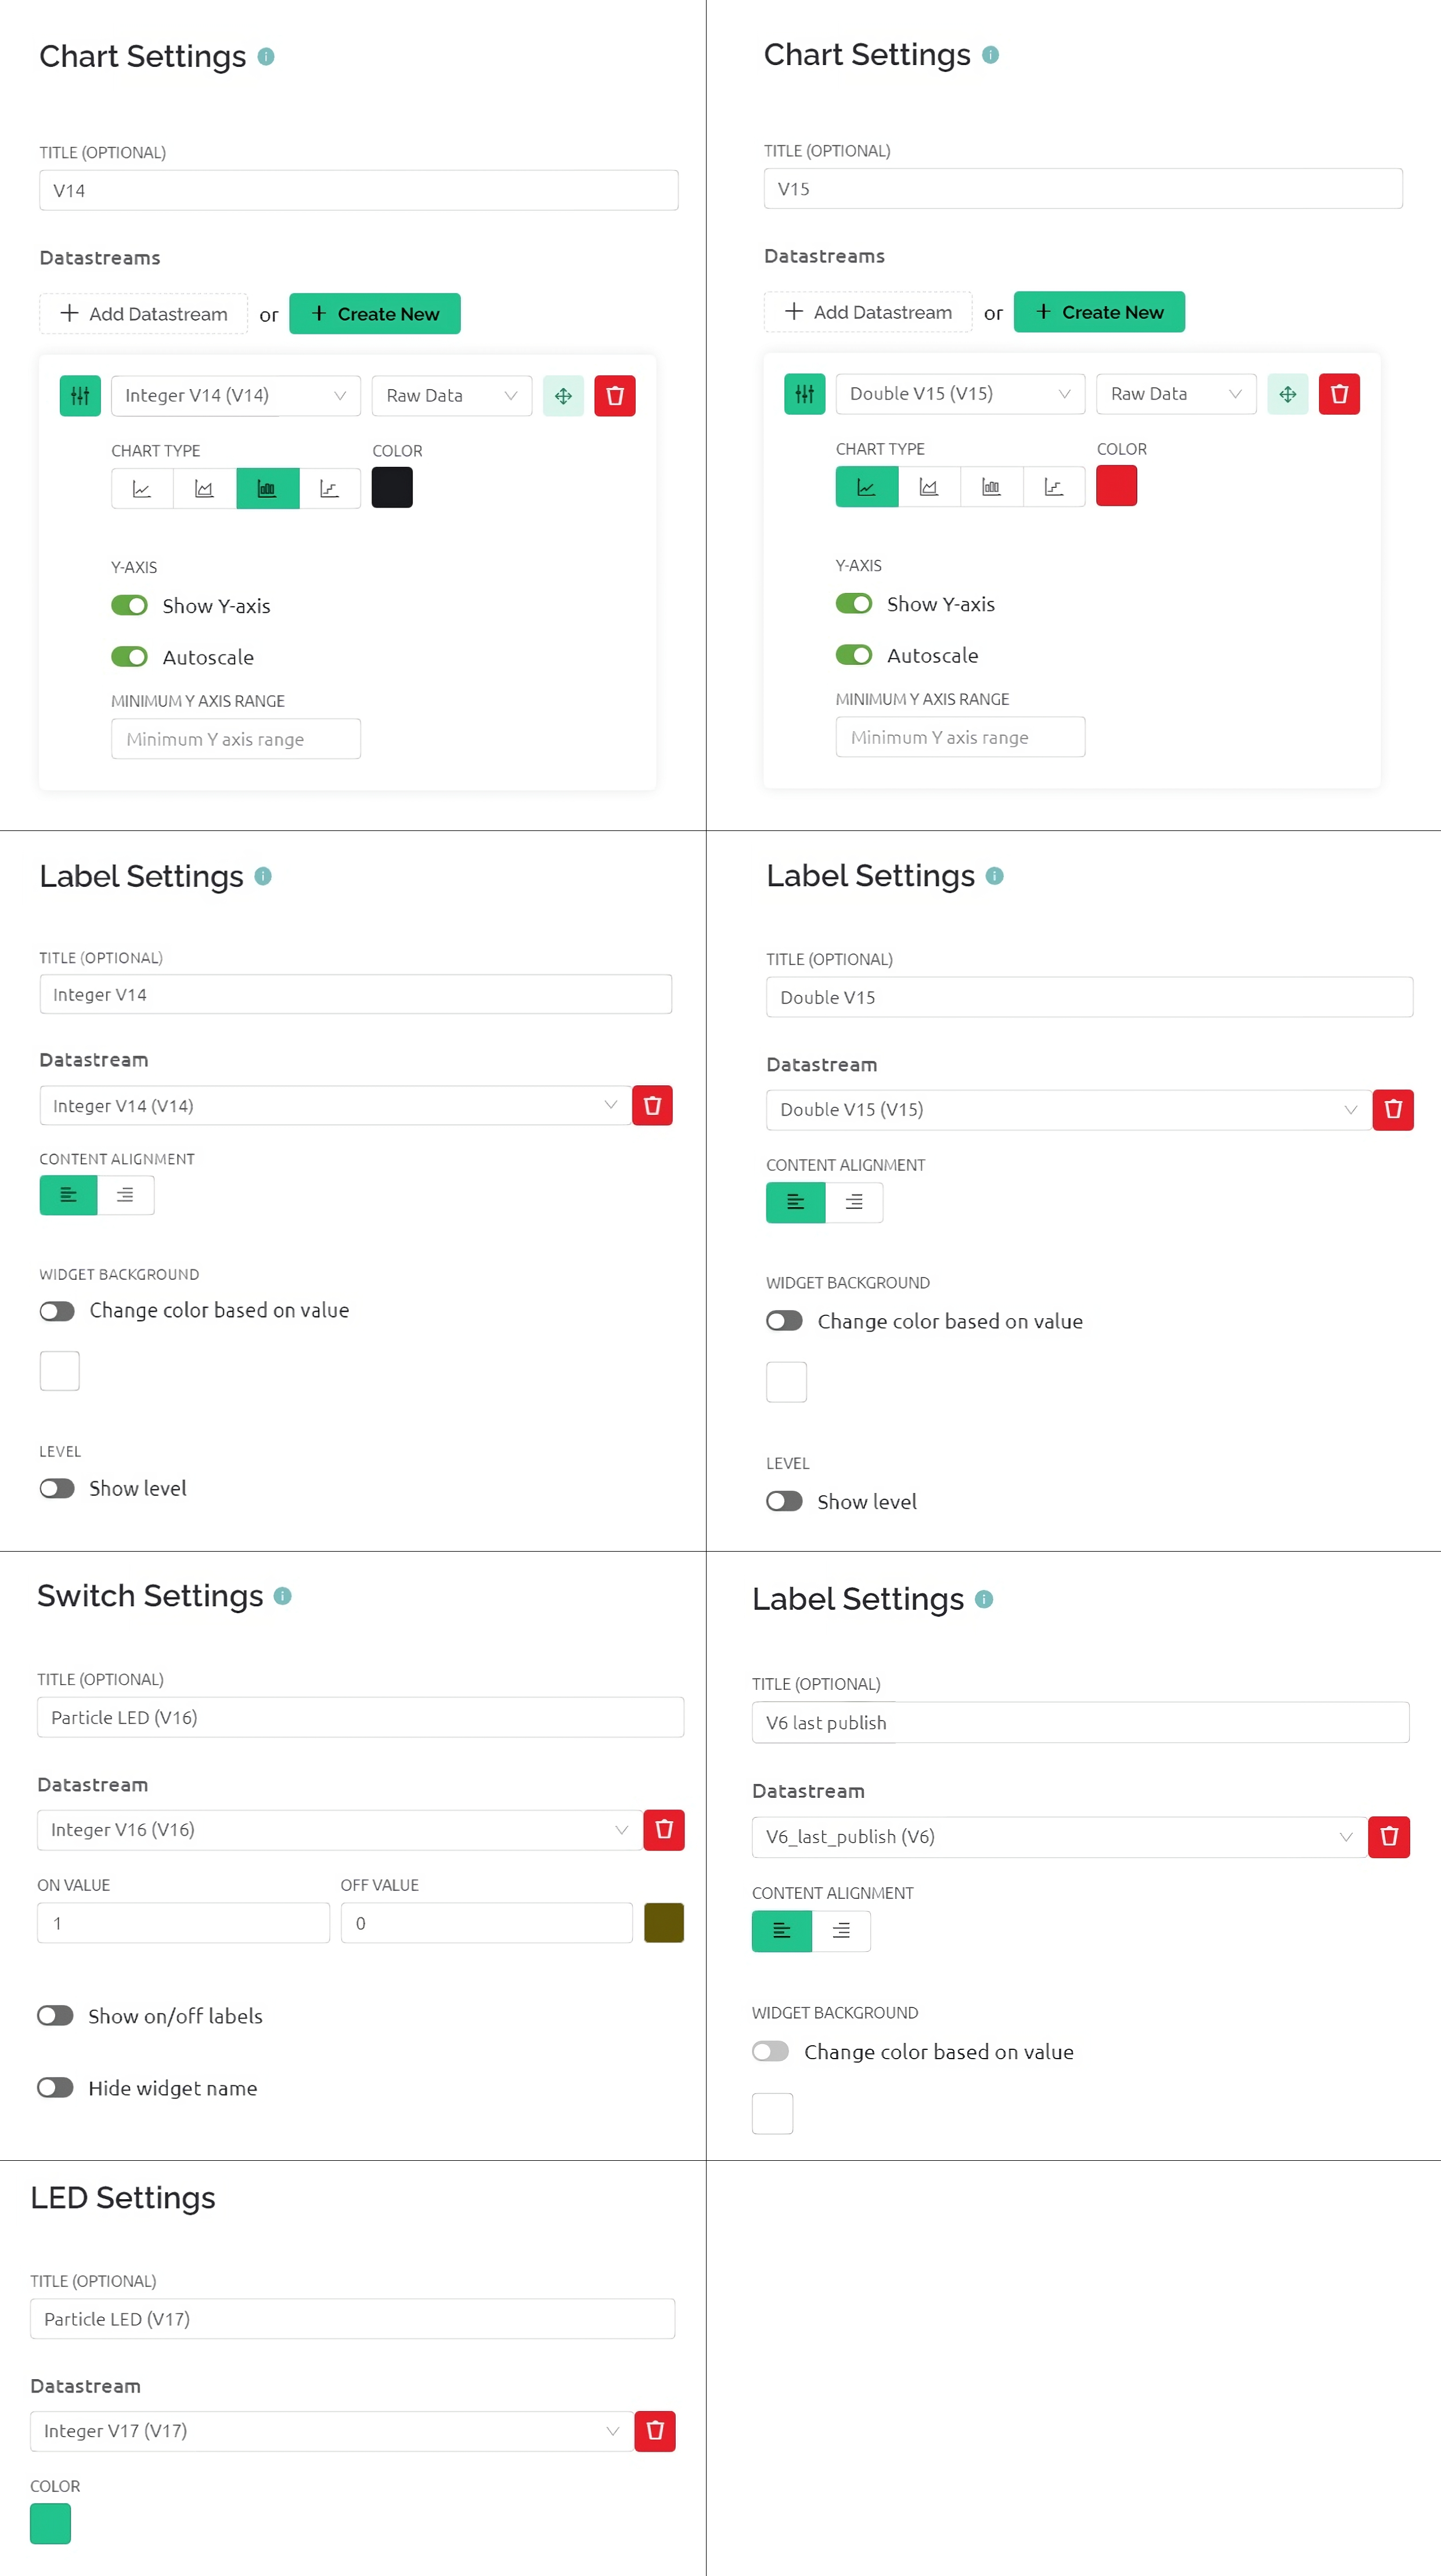 Chart Settings
TITLE (OPTIONAL)
V14
Datastreams
Add Datastream or Create New
Integer V14 (V14) Raw Data
CHART TYPE COLOR
Y-AXIS
Show Y-axis
Autoscale
MINIMUM Y AXIS RANGE
Minimum Y axis range
Chart Settings
TITLE (OPTIONAL)
V15
Datastreams
Add Datastream or Create New
Double V15 (V15) Raw Data
CHART TYPE COLOR
Y-AXIS
Show Y-axis
Autoscale
MINIMUM Y AXIS RANGE
Minimum Y axis range
Label Settings
TITLE (OPTIONAL)
Integer V14
Datastream
Integer V14 (V14)
CONTENT ALIGNMENT
WIDGET BACKGROUND
Change color based on value
LEVEL
Show level
Label Settings
TITLE (OPTIONAL)
Double V15
Datastream
Double V15 (V15)
CONTENT ALIGNMENT
WIDGET BACKGROUND
Change color based on value
LEVEL
Show level
Switch Settings
TITLE (OPTIONAL)
Particle LED (V16)
Datastream
Integer V16 (V16)
ON VALUE OFF VALUE
1 0
Show on/off labels
Hide widget name
Label Settings
TITLE (OPTIONAL)
V6 last publish
Datastream
V6_last_publish (V6)
CONTENT ALIGNMENT
WIDGET BACKGROUND
Change color based on value
LED Settings
TITLE (OPTIONAL)
Particle LED (V17)
Datastream
Integer V17 (V17)
COLOR